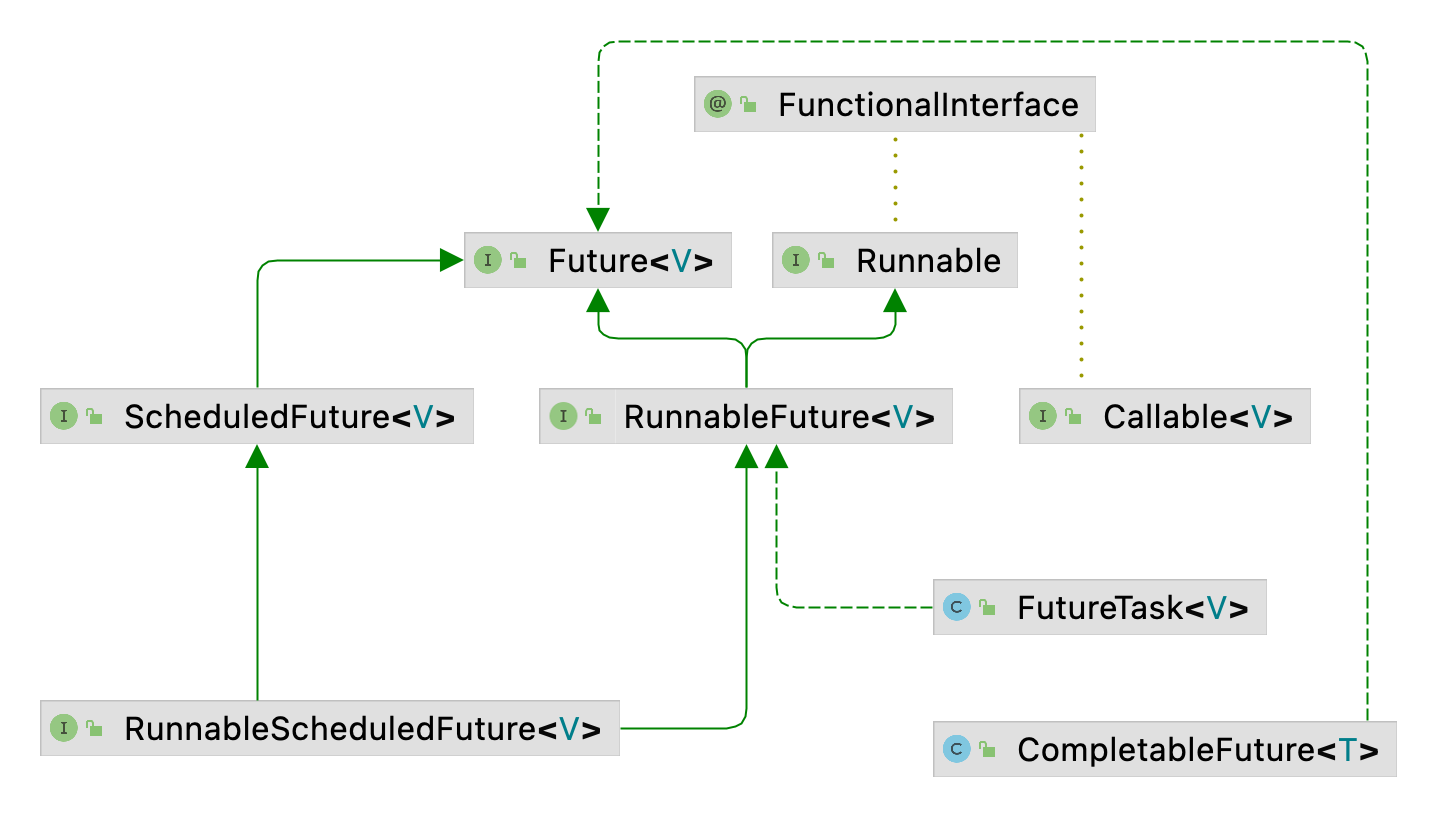 @ FunctionalInterface
I Future<V>
I Runnable
I ScheduledFuture<V>
I RunnableFuture<V>
I Callable<V>
C FutureTask<V>
I RunnableScheduledFuture<V>
C CompletableFuture<T>